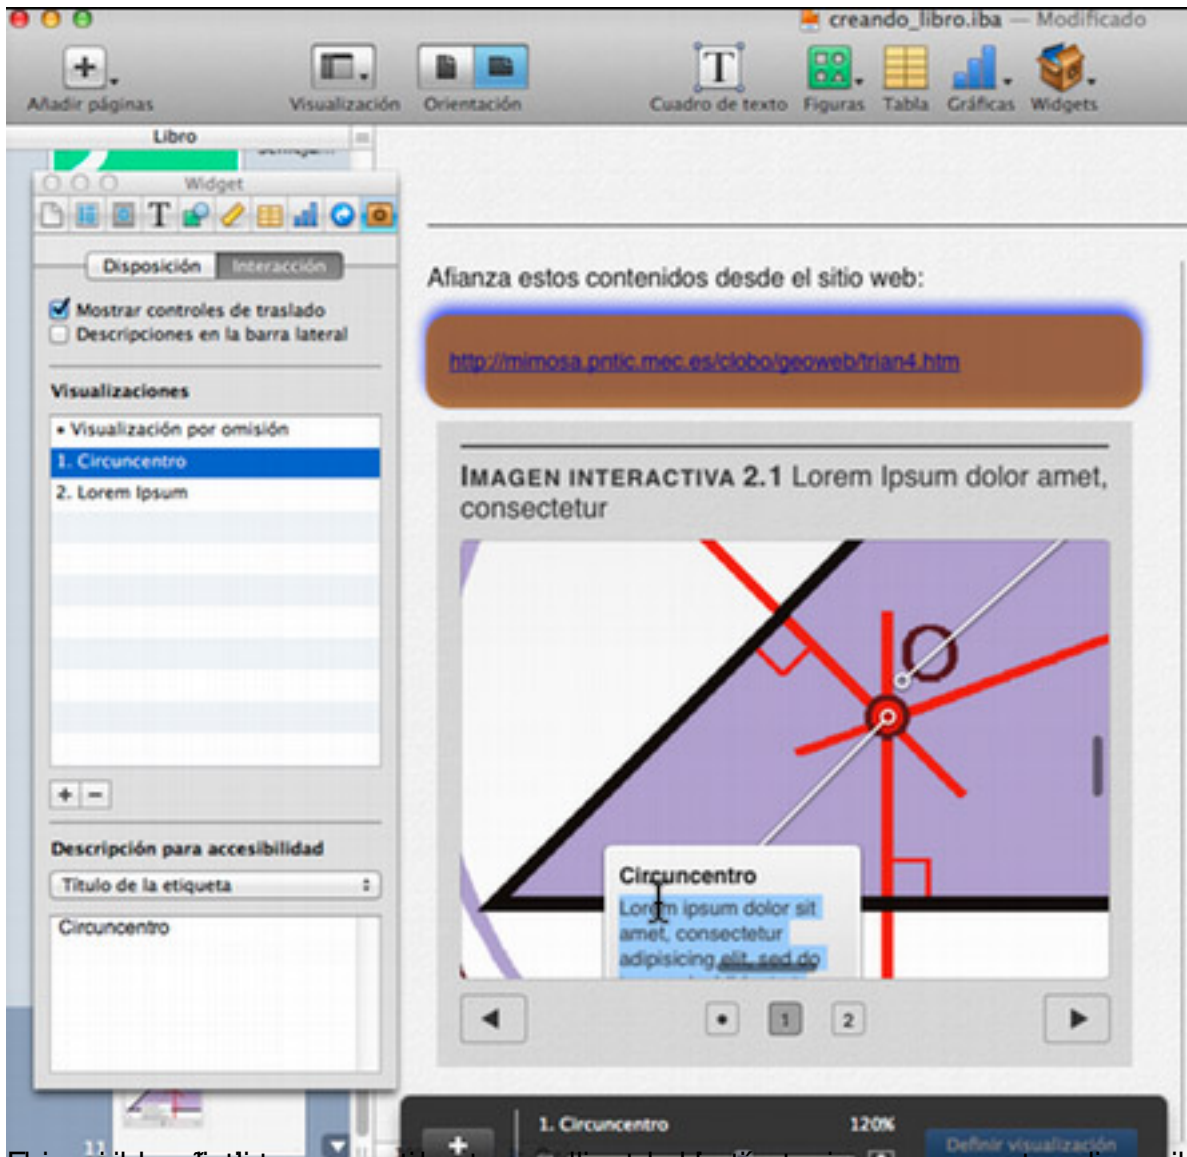 creando_libro.iba — Modificado
Añadir páginas
Visualización
Orientación
T
Cuadro de texto
Figuras
Tabla
Gráficas
Widgets
Libro
Widget
T
Disposición
Interacción
Mostrar controles de traslado
Descripciones en la barra lateral
Visualizaciones
• Visualización por omisión
1. Circuncentro
2. Lorem Ipsum
+ −
Descripción para accesibilidad
Título de la etiqueta
Circuncentro
11
Afianza estos contenidos desde el sitio web:
http://mimosa.pntic.mec.es/clobo/geoweb/trian4.htm
IMAGEN INTERACTIVA 2.1 Lorem Ipsum dolor amet,
consectetur
O
Circuncentro
Lorem ipsum dolor sit
amet, consectetur
adipisicing elit, sed do
• 1 2
1. Circuncentro
120%
Definir visualización